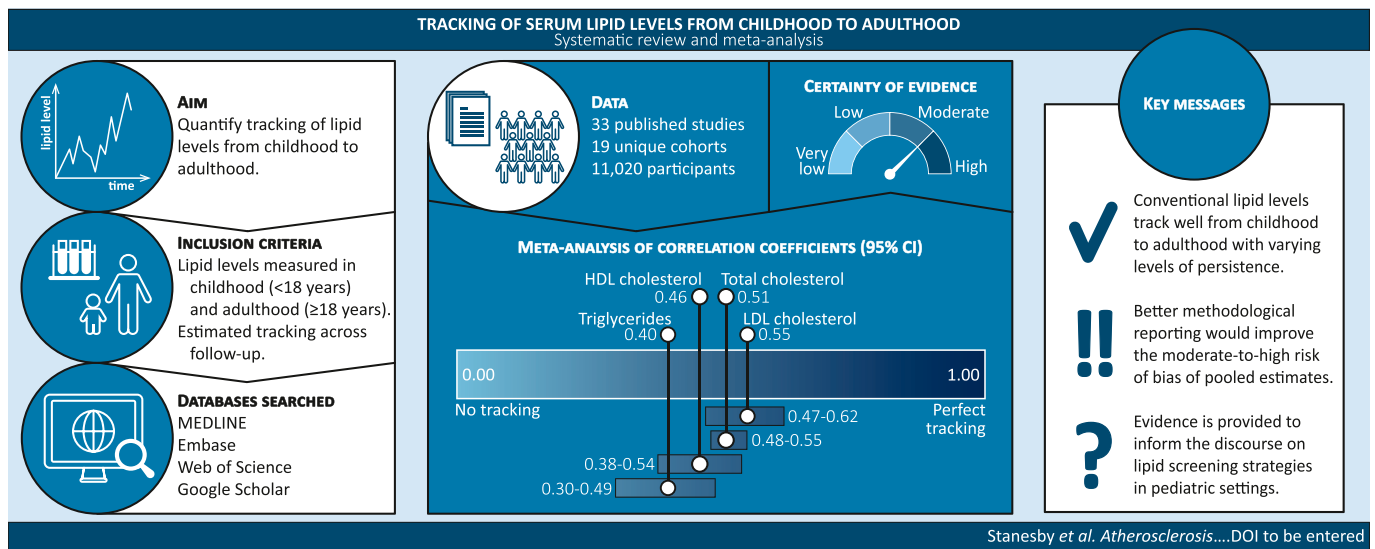 TRACKING OF SERUM LIPID LEVELS FROM CHILDHOOD TO ADULTHOOD
Systematic review and meta-analysis
lipid level
time
AIM
Quantify tracking of lipid
levels from childhood to
adulthood.
INCLUSION CRITERIA
Lipid levels measured in
childhood (<18 years)
and adulthood (≥18 years).
Estimated tracking across
follow-up.
DATABASES SEARCHED
MEDLINE
Embase
Web of Science
Google Scholar
DATA
33 published studies
19 unique cohorts
11,020 participants
CERTAINTY OF EVIDENCE
Very
low
Low
Moderate
High
META-ANALYSIS OF CORRELATION COEFFICIENTS (95% CI)
HDL cholesterol
0.46
Total cholesterol
0.51
Triglycerides
0.40
LDL cholesterol
0.55
0.00
1.00
No tracking
Perfect
tracking
0.47-0.62
0.48-0.55
0.38-0.54
0.30-0.49
KEY MESSAGES
Conventional lipid levels
track well from childhood
to adulthood with varying
levels of persistence.
!!
Better methodological
reporting would improve
the moderate-to-high risk
of bias of pooled estimates.
?
Evidence is provided to
inform the discourse on
lipid screening strategies
in pediatric settings.
Stanesby et al. Atherosclerosis....DOI to be entered